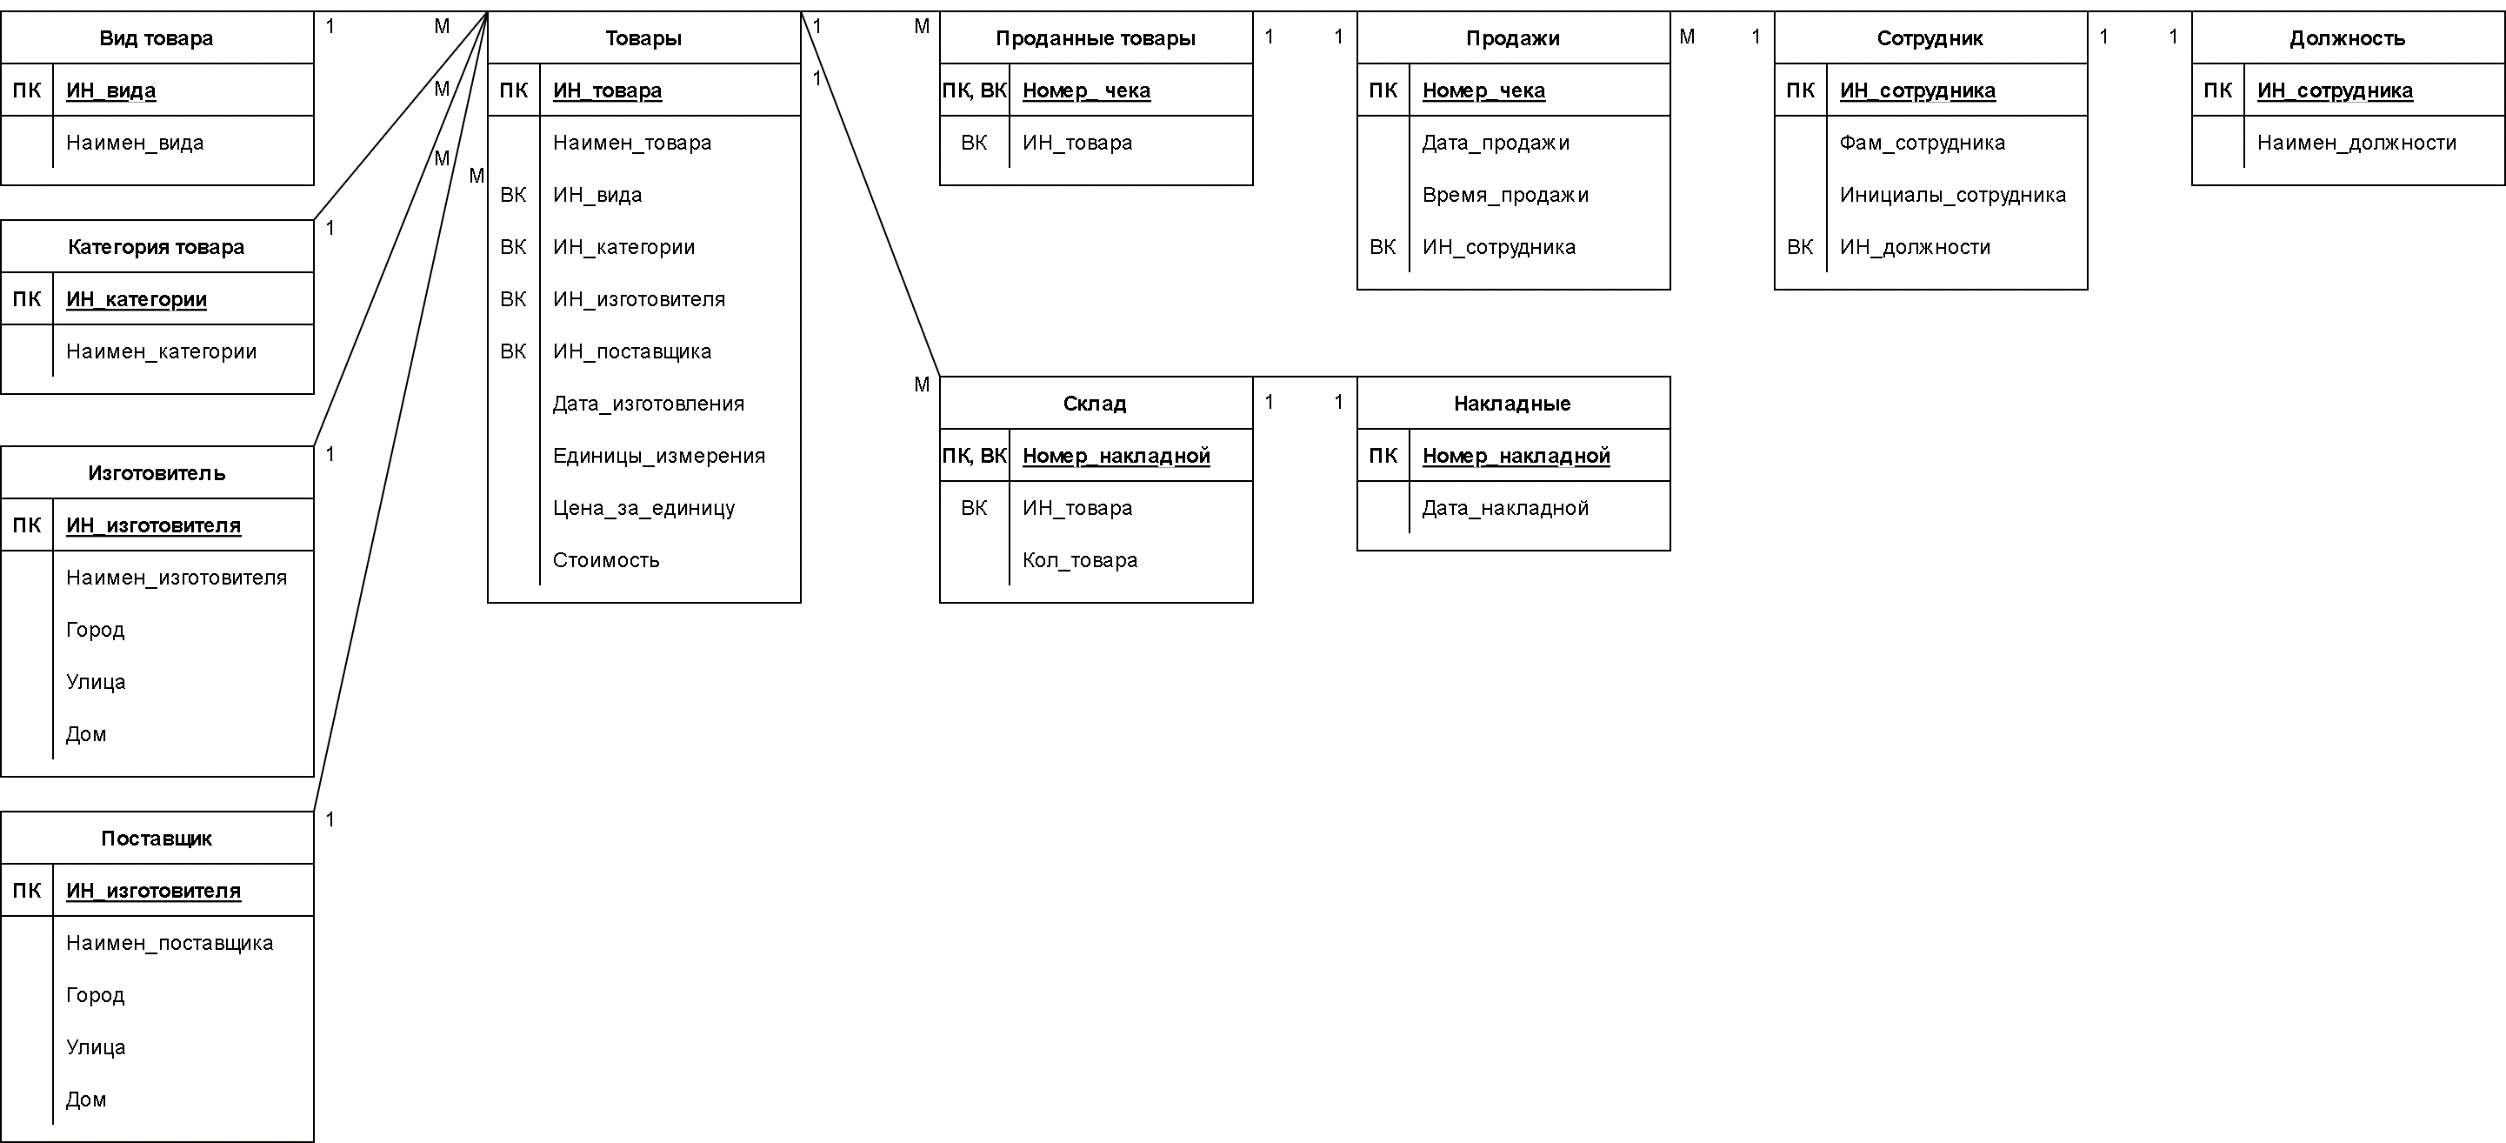 Вид товара
ПК ИН_вида
Наимен_вида
1
М
Категория товара
ПК ИН_категории
Наимен_категории
1
М
Изготовитель
ПК ИН_изготовителя
Наимен_изготовителя
Город
Улица
Дом
1
М
Поставщик
ПК ИН_изготовителя
Наимен_поставщика
Город
Улица
Дом
1
М
Товары
ПК ИН_товара
Наимен_товара
ВК ИН_вида
ВК ИН_категории
ВК ИН_изготовителя
ВК ИН_поставщика
Дата_изготовления
Единицы_измерения
Цена_за_единицу
Стоимость
1
М
1
М
Проданные товары
ПК, ВК Номер_ чека
ВК ИН_товара
1
1
Продажи
ПК Номер_чека
Дата_продажи
Время_продажи
ВК ИН_сотрудника
М
1
Сотрудник
ПК ИН_сотрудника
Фам_сотрудника
Инициалы_сотрудника
ВК ИН_должности
1
1
Должность
ПК ИН_сотрудника
Наимен_должности
Склад
ПК, ВК Номер_накладной
ВК ИН_товара
Кол_товара
1
1
Накладные
ПК Номер_накладной
Дата_накладной